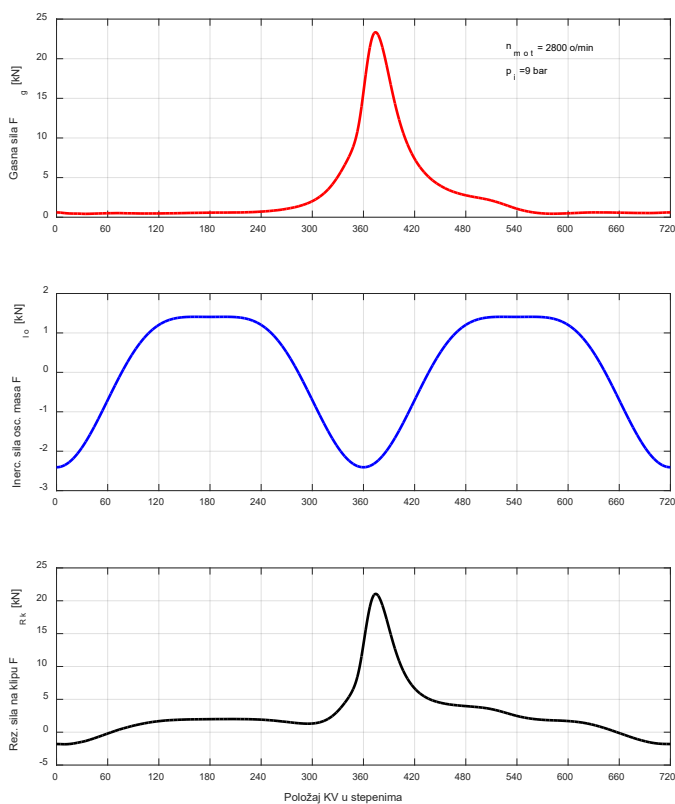 25
20
15
10
5
0
Gasna sila F g [kN]
n mot = 2800 o/min
p i =9 bar
0 60 120 180 240 300 360 420 480 540 600 660 720
2
1
0
-1
-2
-3
Inerc. sila osc. masa F Io [kN]
0 60 120 180 240 300 360 420 480 540 600 660 720
25
20
15
10
5
0
-5
Rez. sila na klipu F Rk [kN]
0 60 120 180 240 300 360 420 480 540 600 660 720
Položaj KV u stepenima